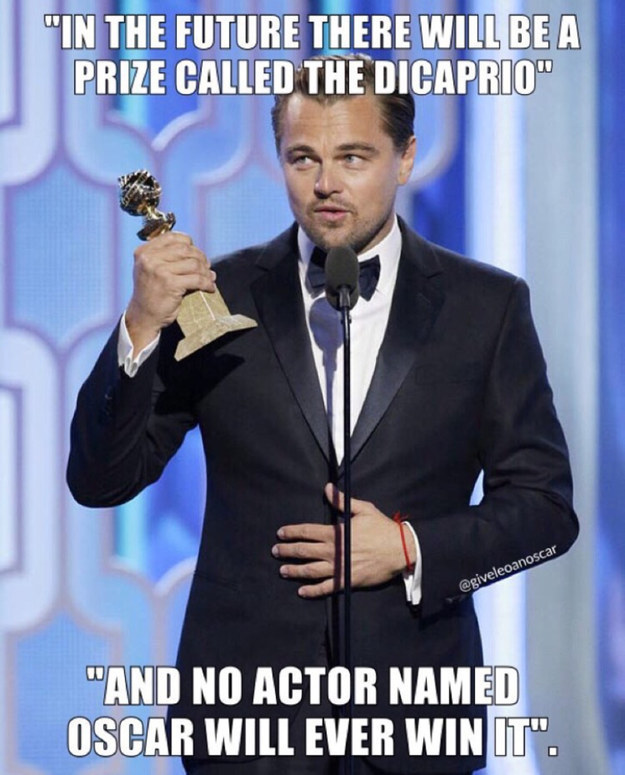 "IN THE FUTURE THERE WILL BE A
PRIZE CALLED THE DICAPRIO"
@giveleoanoscar
"AND NO ACTOR NAMED
OSCAR WILL EVER WIN IT".